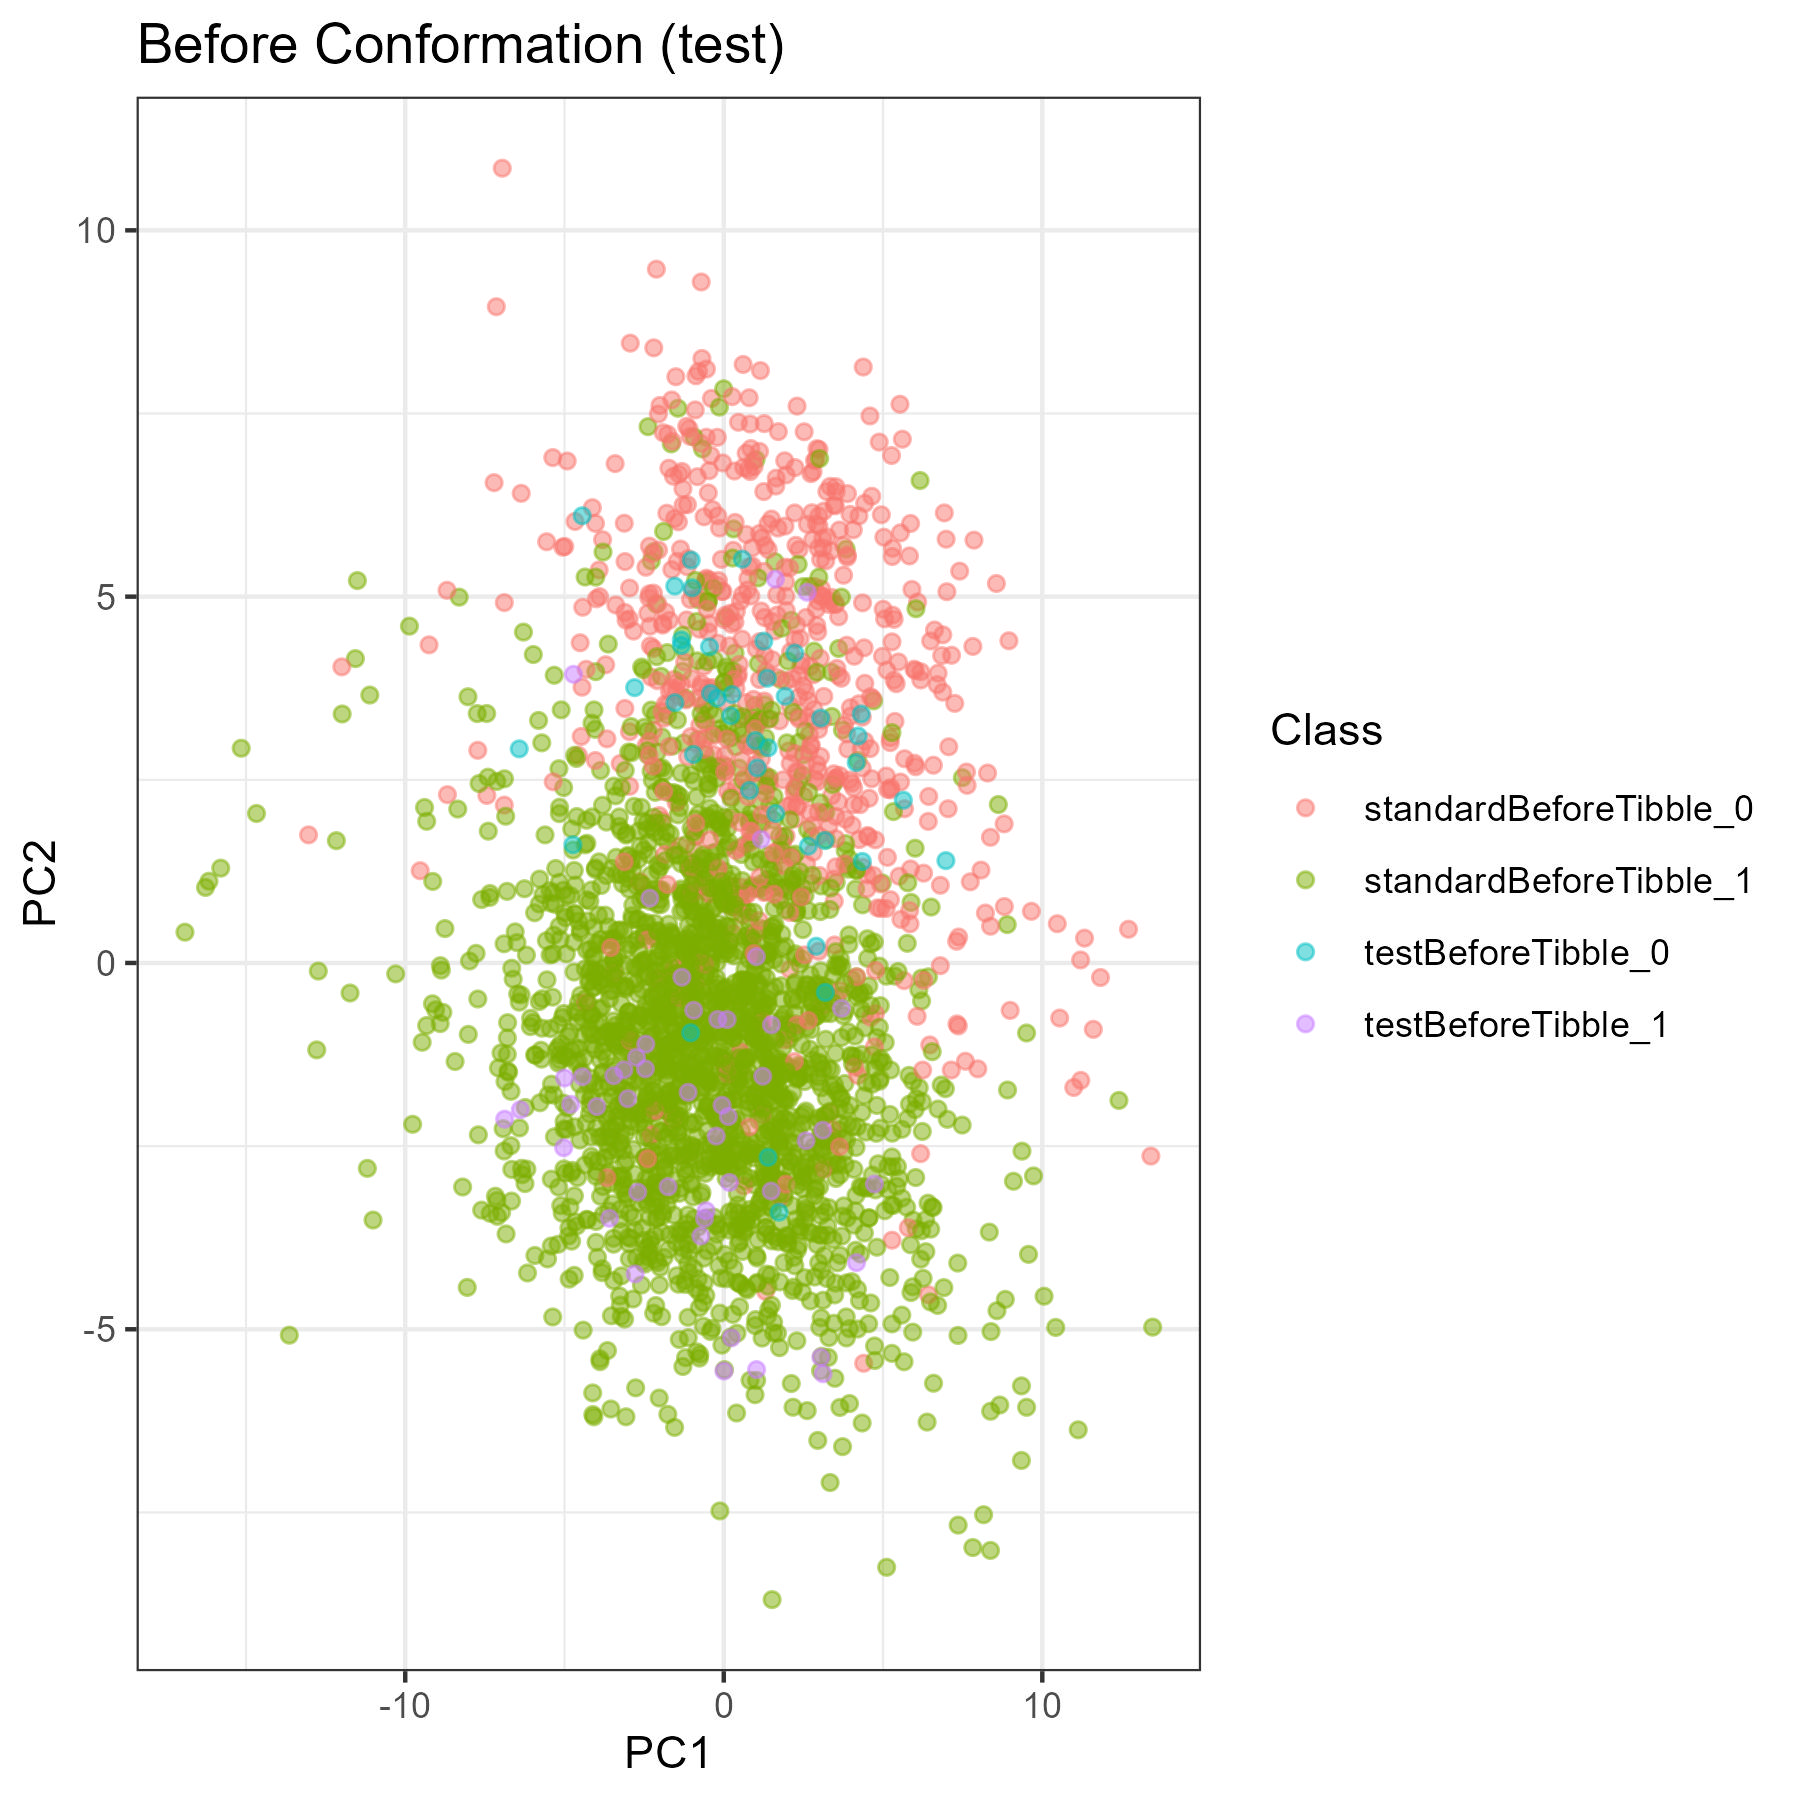 Before Conformation (test)
10
5
0
-5
PC2
-10
0
10
PC1
Class
standardBeforeTibble_0
standardBeforeTibble_1
testBeforeTibble_0
testBeforeTibble_1